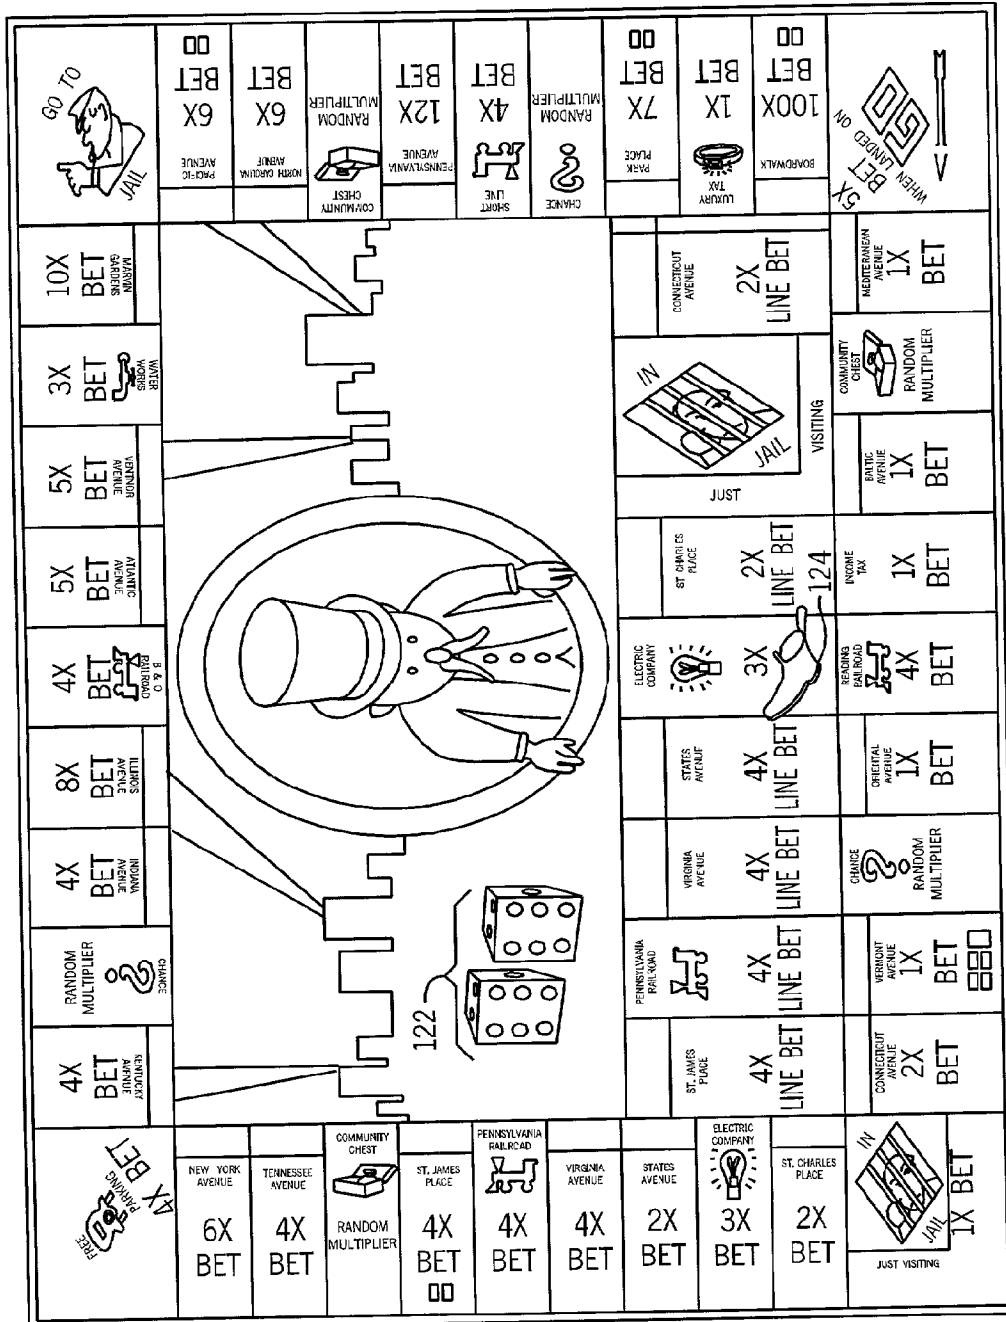 GO TO
JAIL
6X
BET
PACIFIC
AVENUE
6X
BET
NORTH CAROLINA
AVENUE
RANDOM
MULTIPLIER
COMMUNITY
CHEST
12X
BET
PENNSYLVANIA
AVENUE
4X
BET
SHORT
LINE
RANDOM
MULTIPLIER
CHANCE
7X
BET
PARK
PLACE
1X
BET
LUXURY
TAX
100X
BET
BOARDWALK
5X
BET
WHEN LANDED ON
GO
10X
BET
MARVIN
GARDENS
3X
BET
WATER
WORKS
5X
BET
VENTNOR
AVENUE
5X
BET
ATLANTIC
AVENUE
4X
BET
B & O
RAILROAD
8X
BET
ILLINOIS
AVENUE
4X
BET
INDIANA
AVENUE
RANDOM
MULTIPLIER
CHANCE
4X
BET
KENTUCKY
AVENUE
122
CONNECTICUT
AVENUE
2X
LINE BET
IN
JAIL
JUST
VISITING
ST. CHARLES
PLACE
2X
LINE BET
124
ELECTRIC
COMPANY
3X
LINE BET
STATES
AVENUE
4X
LINE BET
VIRGINIA
AVENUE
4X
LINE BET
PENNSYLVANIA
RAILROAD
4X
LINE BET
ST. JAMES
PLACE
4X
LINE BET
MEDITERANEAN
AVENUE
1X
BET
COMMUNITY
CHEST
RANDOM
MULTIPLIER
BALTIC
AVENUE
1X
BET
INCOME
TAX
1X
BET
READING
RAILROAD
4X
BET
ORIENTAL
AVENUE
1X
BET
CHANCE
RANDOM
MULTIPLIER
VERMONT
AVENUE
1X
BET
CONNECTICUT
AVENUE
2X
BET
FREE
PARKING
4X BET
NEW YORK
AVENUE
6X
BET
TENNESSEE
AVENUE
4X
BET
COMMUNITY
CHEST
RANDOM
MULTIPLIER
ST. JAMES
PLACE
4X
BET
PENNSYLVANIA
RAILROAD
4X
BET
VIRGINIA
AVENUE
4X
BET
STATES
AVENUE
2X
BET
ELECTRIC
COMPANY
3X
BET
ST. CHARLES
PLACE
2X
BET
IN
JAIL
1X BET
JUST VISITING